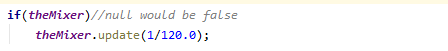 if(theMixer)//null would be false
    theMixer.update(1/120.0);